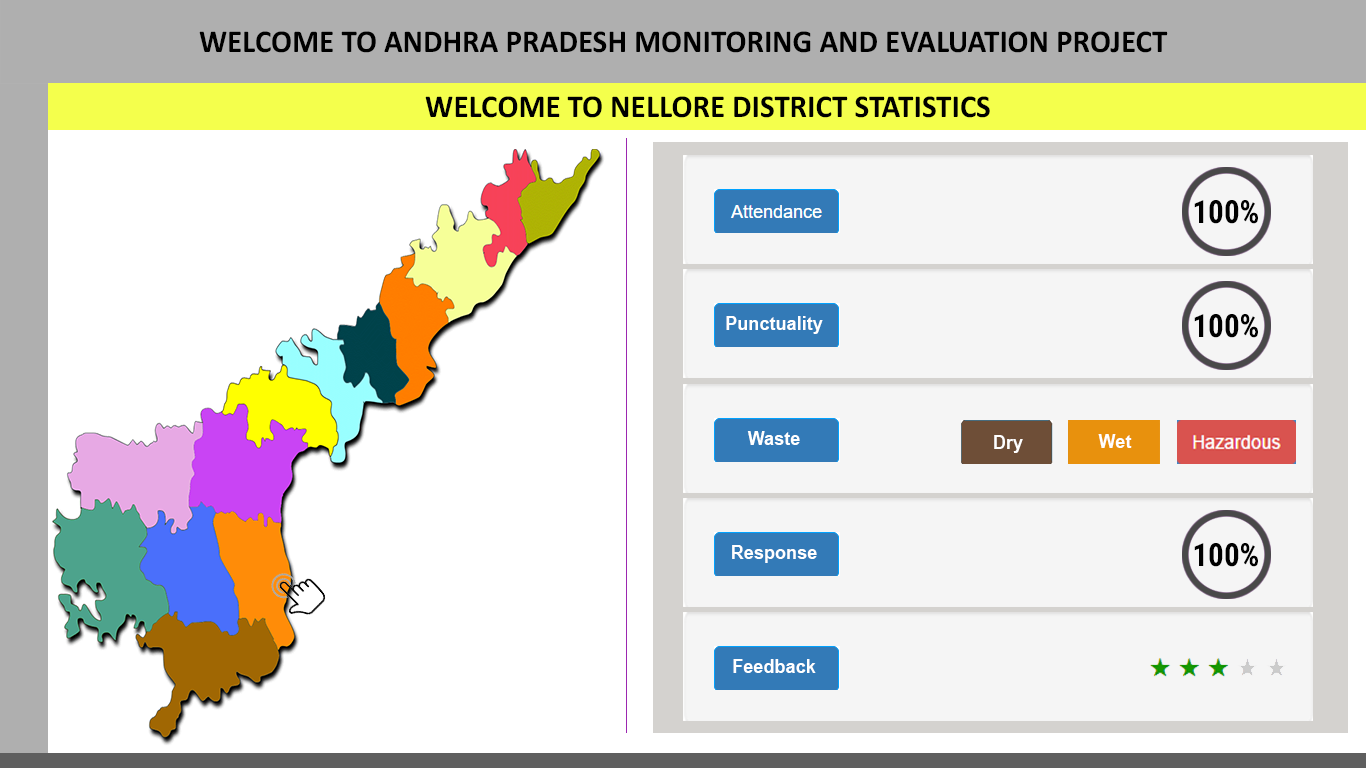 WELCOME TO ANDHRA PRADESH MONITORING AND EVALUATION PROJECT
WELCOME TO NELLORE DISTRICT STATISTICS
Attendance 100%
Punctuality 100%
Waste Dry Wet Hazardous
Response 100%
Feedback